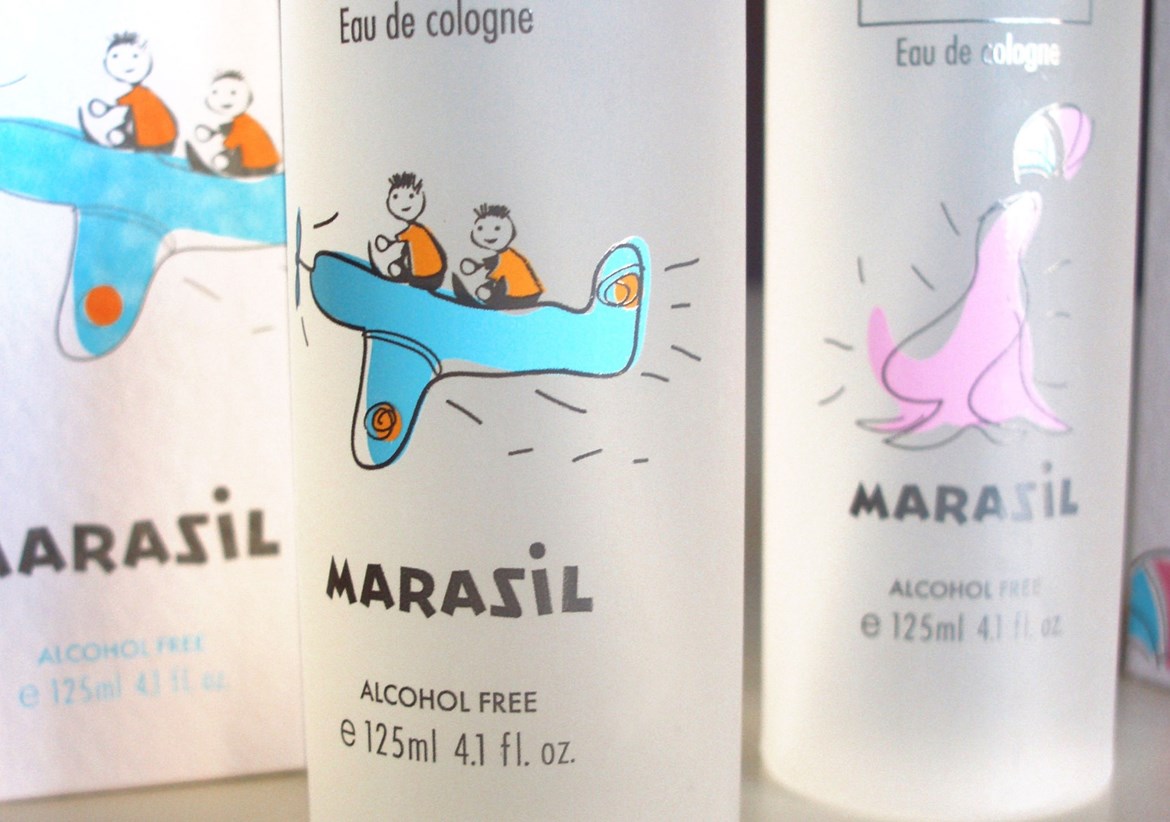 MARASiL
ALCOHOL FREE
e 125ml 4.1 fl. oz.
Eau de cologne
MARASiL
ALCOHOL FREE
e 125ml 4.1 fl. oz.
Eau de cologne
MARASiL
ALCOHOL FREE
e 125ml 4.1 fl. oz.